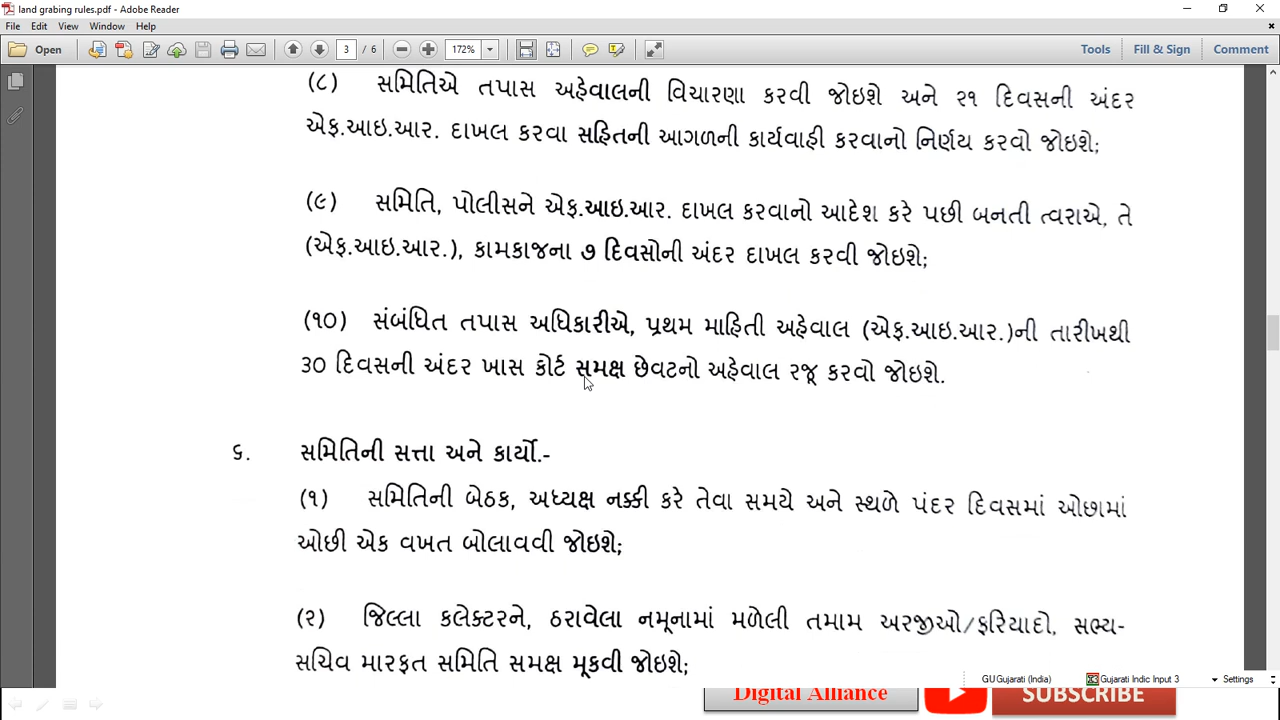 land grabing rules.pdf - Adobe Reader
File Edit View Window Help
Open 3 / 6 172% Tools Fill & Sign Comment
(૮) સમિતિએ તપાસ અહેવાલની વિચારણા કરવી જોઇશે અને ૨૧ દિવસની અંદર
એફ.આઇ.આર. દાખલ કરવા સહિતની આગળની કાર્યવાહી કરવાનો નિર્ણય કરવો જોઇશે;
(૯) સમિતિ, પોલીસને એફ.આઇ.આર. દાખલ કરવાનો આદેશ કરે પછી બનતી ત્વરાએ, તે
(એફ.આઇ.આર.), કામકાજના ૭ દિવસોની અંદર દાખલ કરવી જોઇશે;
(૧૦) સંબંધિત તપાસ અધિકારીએ, પ્રથમ માહિતી અહેવાલ (એફ.આઇ.આર.)ની તારીખથી
૩૦ દિવસની અંદર ખાસ કોર્ટ સમક્ષ છેવટનો અહેવાલ રજૂ કરવો જોઇશે.
૬. સમિતિની સત્તા અને કાર્યો.-
(૧) સમિતિની બેઠક, અધ્યક્ષ નક્કી કરે તેવા સમયે અને સ્થળે પંદર દિવસમાં ઓછામાં
ઓછી એક વખત બોલાવવી જોઇશે;
(૨) જિલ્લા કલેક્ટરને, ઠરાવેલા નમૂનામાં મળેલી તમામ અરજીઓ/ફરિયાદો, સભ્ય-
સચિવ મારફત સમિતિ સમક્ષ મૂકવી જોઇશે;
GU Gujarati (India) Gujarati Indic Input 3 Settings
Digital Alliance SUBSCRIBE